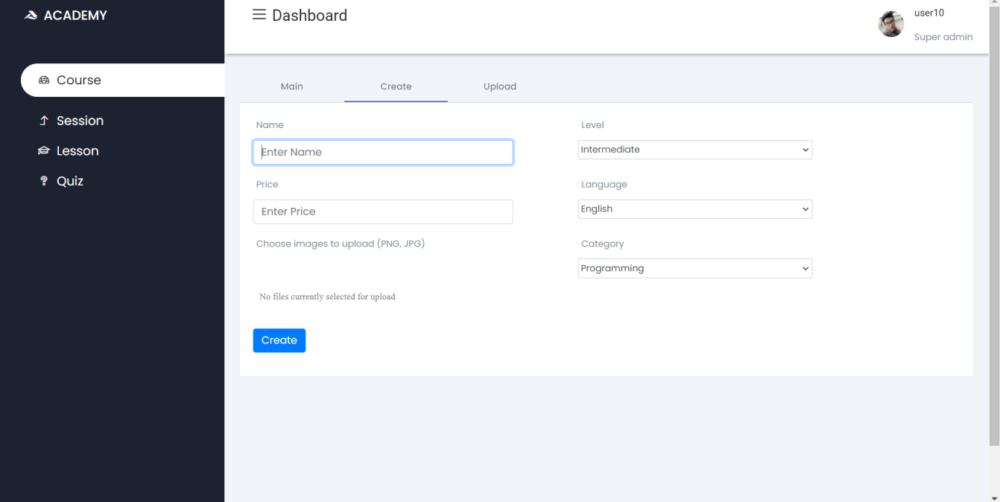 ACADEMY
Course
Session
Lesson
Quiz
Dashboard
user10
Super admin
Main
Create
Upload
Name
Enter Name
Price
Enter Price
Choose images to upload (PNG, JPG)
No files currently selected for upload
Create
Level
Intermediate
Language
English
Category
Programming